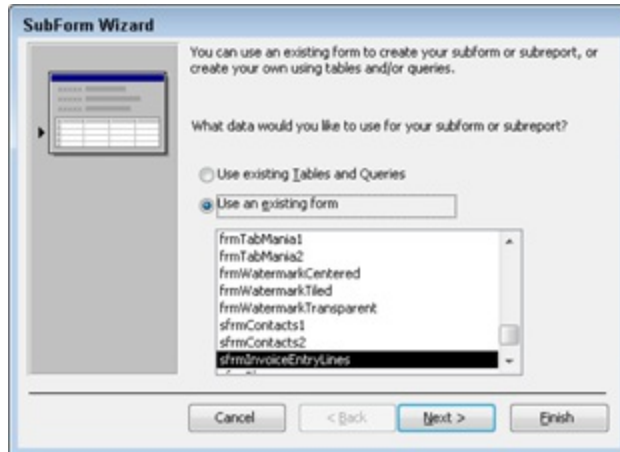 SubForm Wizard
You can use an existing form to create your subform or subreport, or
create your own using tables and/or queries.
What data would you like to use for your subform or subreport?
Use existing Tables and Queries
Use an existing form
frmTabMania1
frmTabMania2
frmWatermarkCentered
frmWatermarkTiled
frmWatermarkTransparent
sfrmContacts1
sfrmContacts2
sfrmInvoiceEntryLines
Cancel < Back Next > Finish